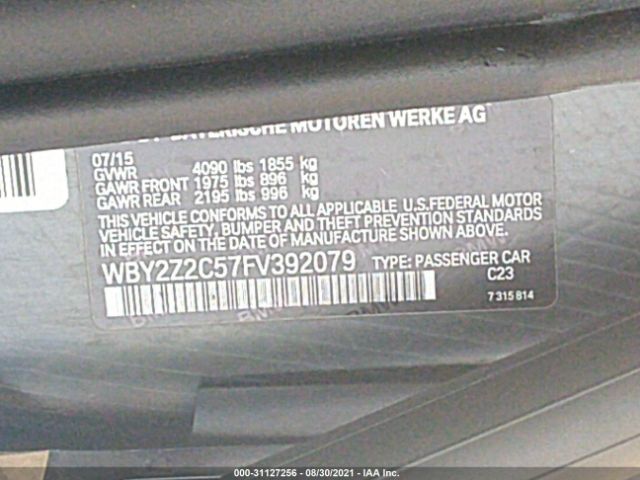 BAYERISCHE MOTOREN WERKE AG
07/15
GVWR 4090 lbs 1855 kg
GAWR FRONT 1975 lbs 896 kg
GAWR REAR 2195 lbs 996 kg
THIS VEHICLE CONFORMS TO ALL APPLICABLE U.S.FEDERAL MOTOR
VEHICLE SAFETY, BUMPER, AND THEFT PREVENTION STANDARDS
IN EFFECT ON THE DATE OF MANUFACTURE SHOWN ABOVE.
WBY2Z2C57FV392079 TYPE: PASSENGER CAR
C23
7 315 814
000-31127256 - 08/30/2021 - IAA Inc.